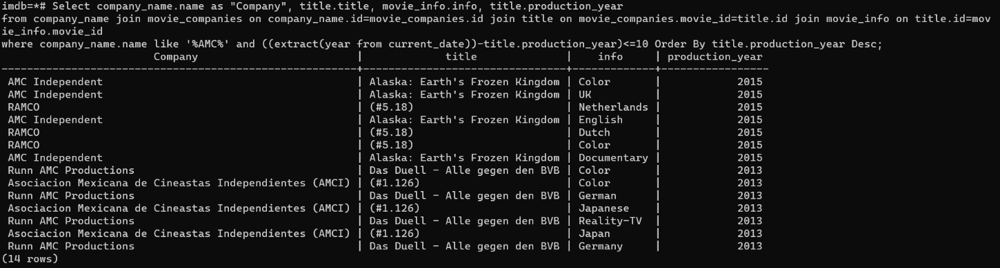 imdb=*# Select company_name.name as "Company", title.title, movie_info.info, title.production_year
from company_name join movie_companies on company_name.id=movie_companies.id join title on movie_companies.movie_id=title.id join movie_info on title.id=mov
ie_info.movie_id
where company_name.name like '%AMC%' and ((extract(year from current_date))-title.production_year)<=10 Order By title.production_year Desc;
Company | title | info | production_year
--------------------------------------------------------+--------------------------------+-------------+-----------------
AMC Independent | Alaska: Earth's Frozen Kingdom | Color | 2015
AMC Independent | Alaska: Earth's Frozen Kingdom | UK | 2015
RAMCO | (#5.18) | Netherlands | 2015
AMC Independent | Alaska: Earth's Frozen Kingdom | English | 2015
RAMCO | (#5.18) | Dutch | 2015
RAMCO | (#5.18) | Color | 2015
AMC Independent | Alaska: Earth's Frozen Kingdom | Documentary | 2015
Runn AMC Productions | Das Duell - Alle gegen den BVB | Color | 2013
Asociacion Mexicana de Cineastas Independientes (AMCI) | (#1.126) | Color | 2013
Runn AMC Productions | Das Duell - Alle gegen den BVB | German | 2013
Asociacion Mexicana de Cineastas Independientes (AMCI) | (#1.126) | Japanese | 2013
Runn AMC Productions | Das Duell - Alle gegen den BVB | Reality-TV | 2013
Asociacion Mexicana de Cineastas Independientes (AMCI) | (#1.126) | Japan | 2013
Runn AMC Productions | Das Duell - Alle gegen den BVB | Germany | 2013
(14 rows)